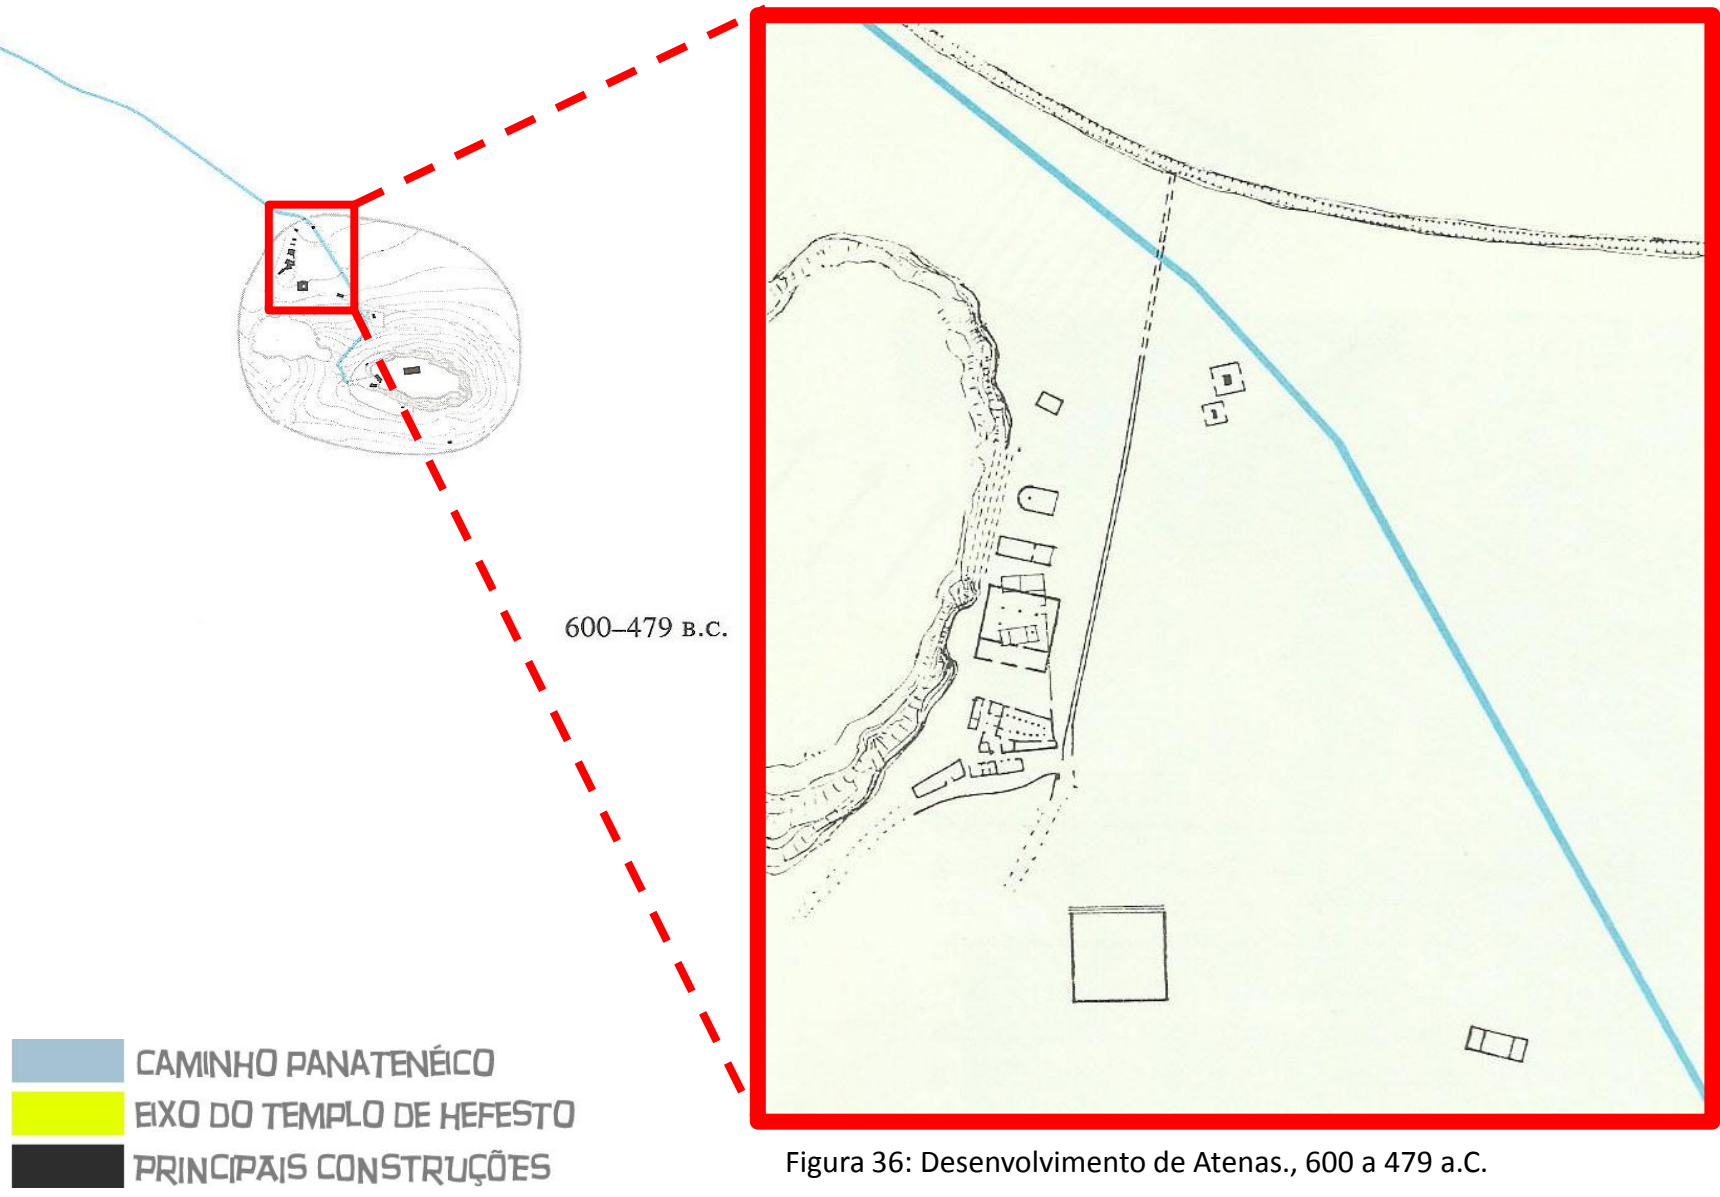 600–479 B.C.
CAMINHO PANATENÉICO
EIXO DO TEMPLO DE HEFESTO
PRINCIPAIS CONSTRUÇÕES
Figura 36: Desenvolvimento de Atenas., 600 a 479 a.C.